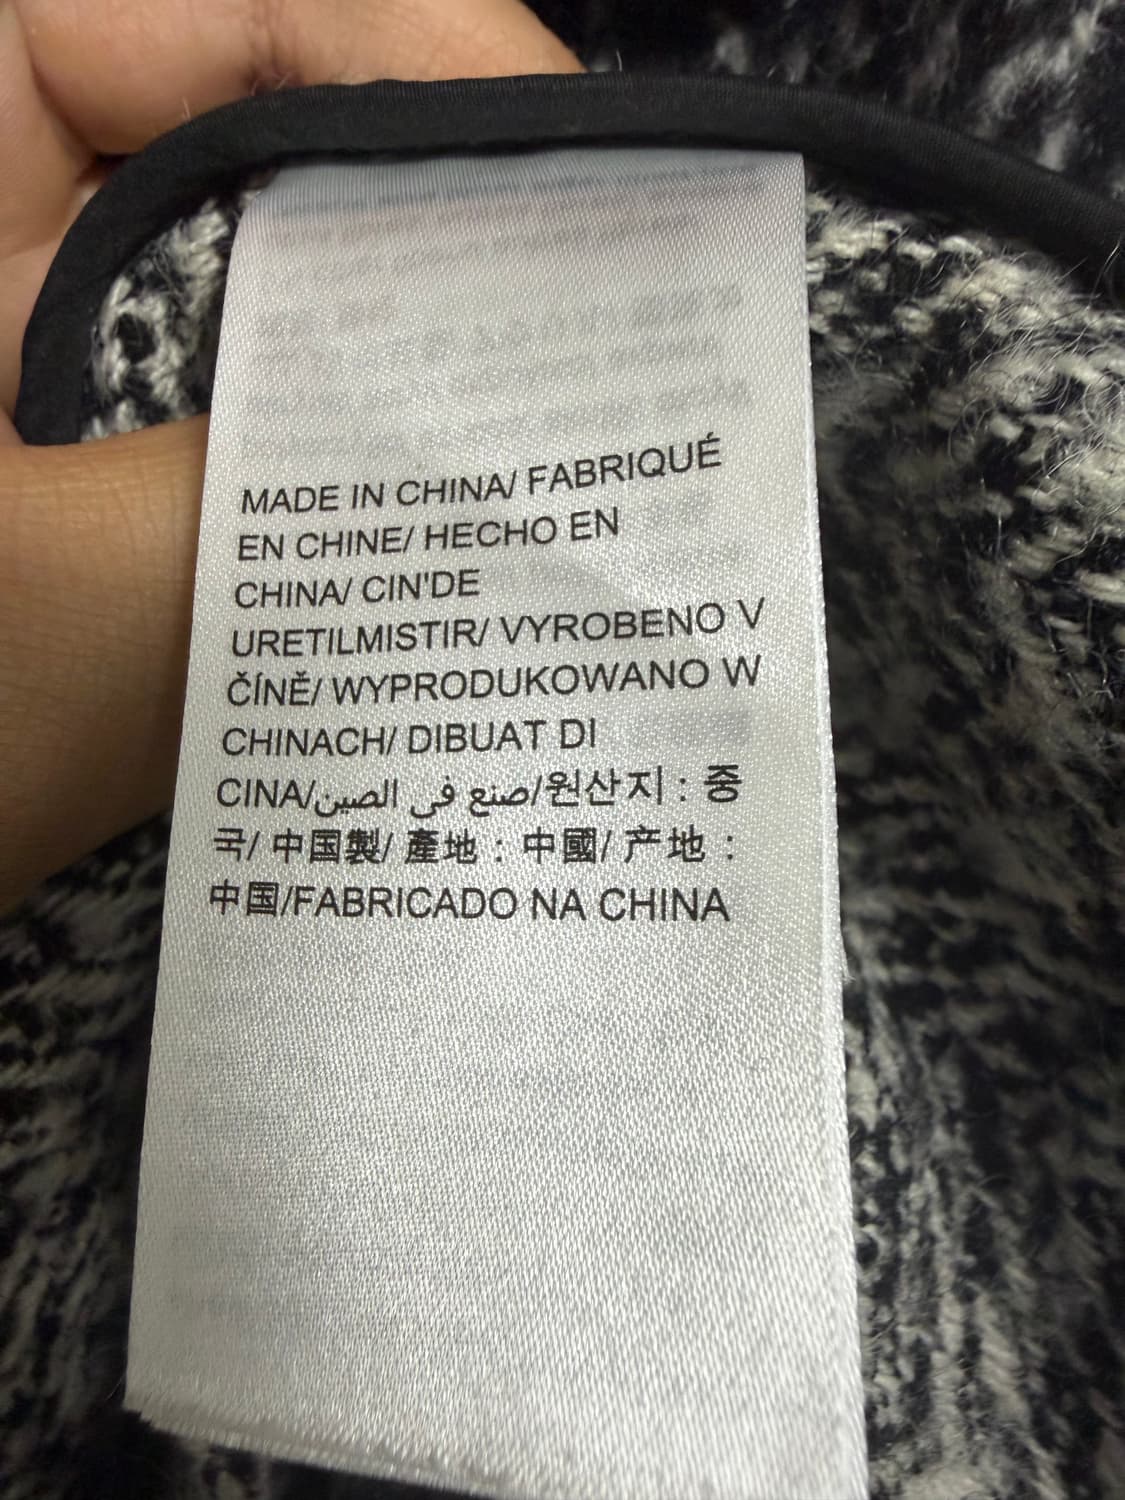 MADE IN CHINA/ FABRIQUÉ
EN CHINE/ HECHO EN
CHINA/ CIN'DE
URETILMISTIR/ VYROBENO V
ČÍNĚ/ WYPRODUKOWANO W
CHINACH/ DIBUAT DI
CINA/صنع في الصين/원산지 : 중
국/ 中国製/ 產地 : 中國/ 产地 :
中国/FABRICADO NA CHINA